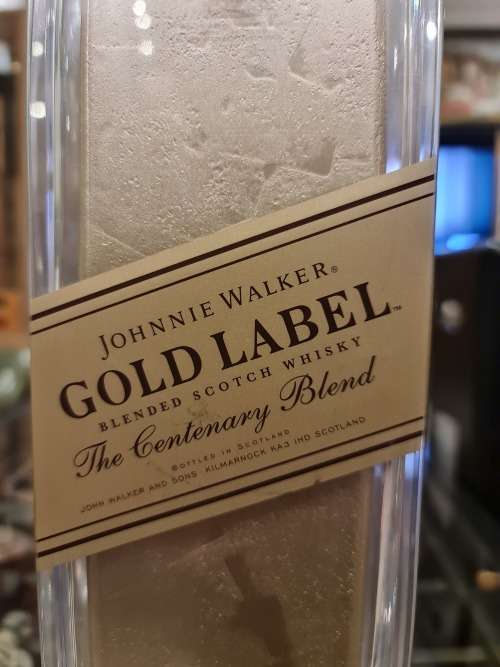 JOHNNIE WALKER®
GOLD LABEL™
BLENDED SCOTCH WHISKY
The Centenary Blend
BOTTLED IN SCOTLAND
JOHN WALKER AND SONS KILMARNOCK KA3 1HD SCOTLAND